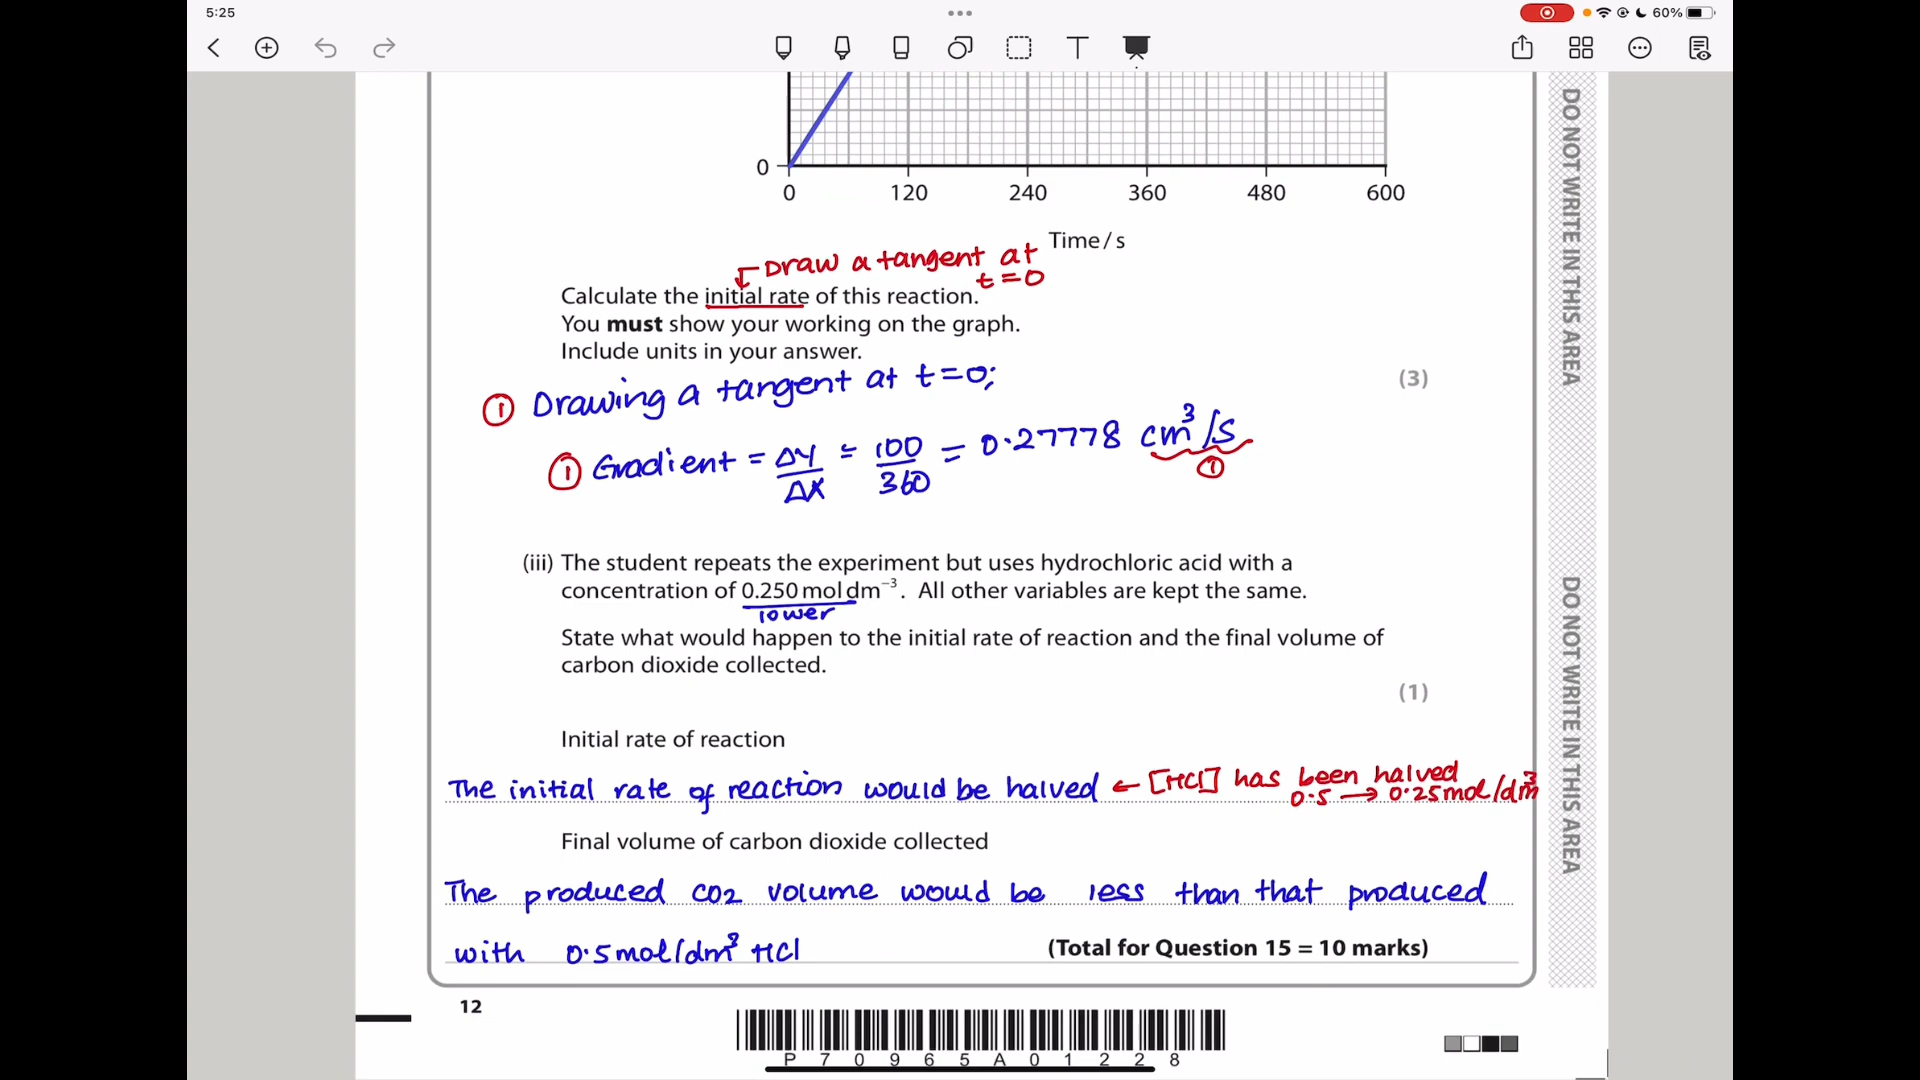 5:25
60%
0
0 120 240 360 480 600
Time / s
Draw a tangent at
t = 0
Calculate the initial rate of this reaction.
You must show your working on the graph.
Include units in your answer.
(3)
① Drawing a tangent at t=0;
① Gradient = ΔY/ΔX = 100/360 = 0.27778 cm³/s
①
(iii) The student repeats the experiment but uses hydrochloric acid with a
concentration of 0.250 mol dm⁻³. All other variables are kept the same.
lower
State what would happen to the initial rate of reaction and the final volume of
carbon dioxide collected.
(1)
Initial rate of reaction
The initial rate of reaction would be halved ← [HCl] has been halved
0.5 → 0.25 mol/dm³
Final volume of carbon dioxide collected
The produced CO2 volume would be less than that produced
with 0.5 mol/dm³ HCl
(Total for Question 15 = 10 marks)
12
P 7 0 9 6 5 A 0 1 2 2 8
DO NOT WRITE IN THIS AREA
DO NOT WRITE IN THIS AREA